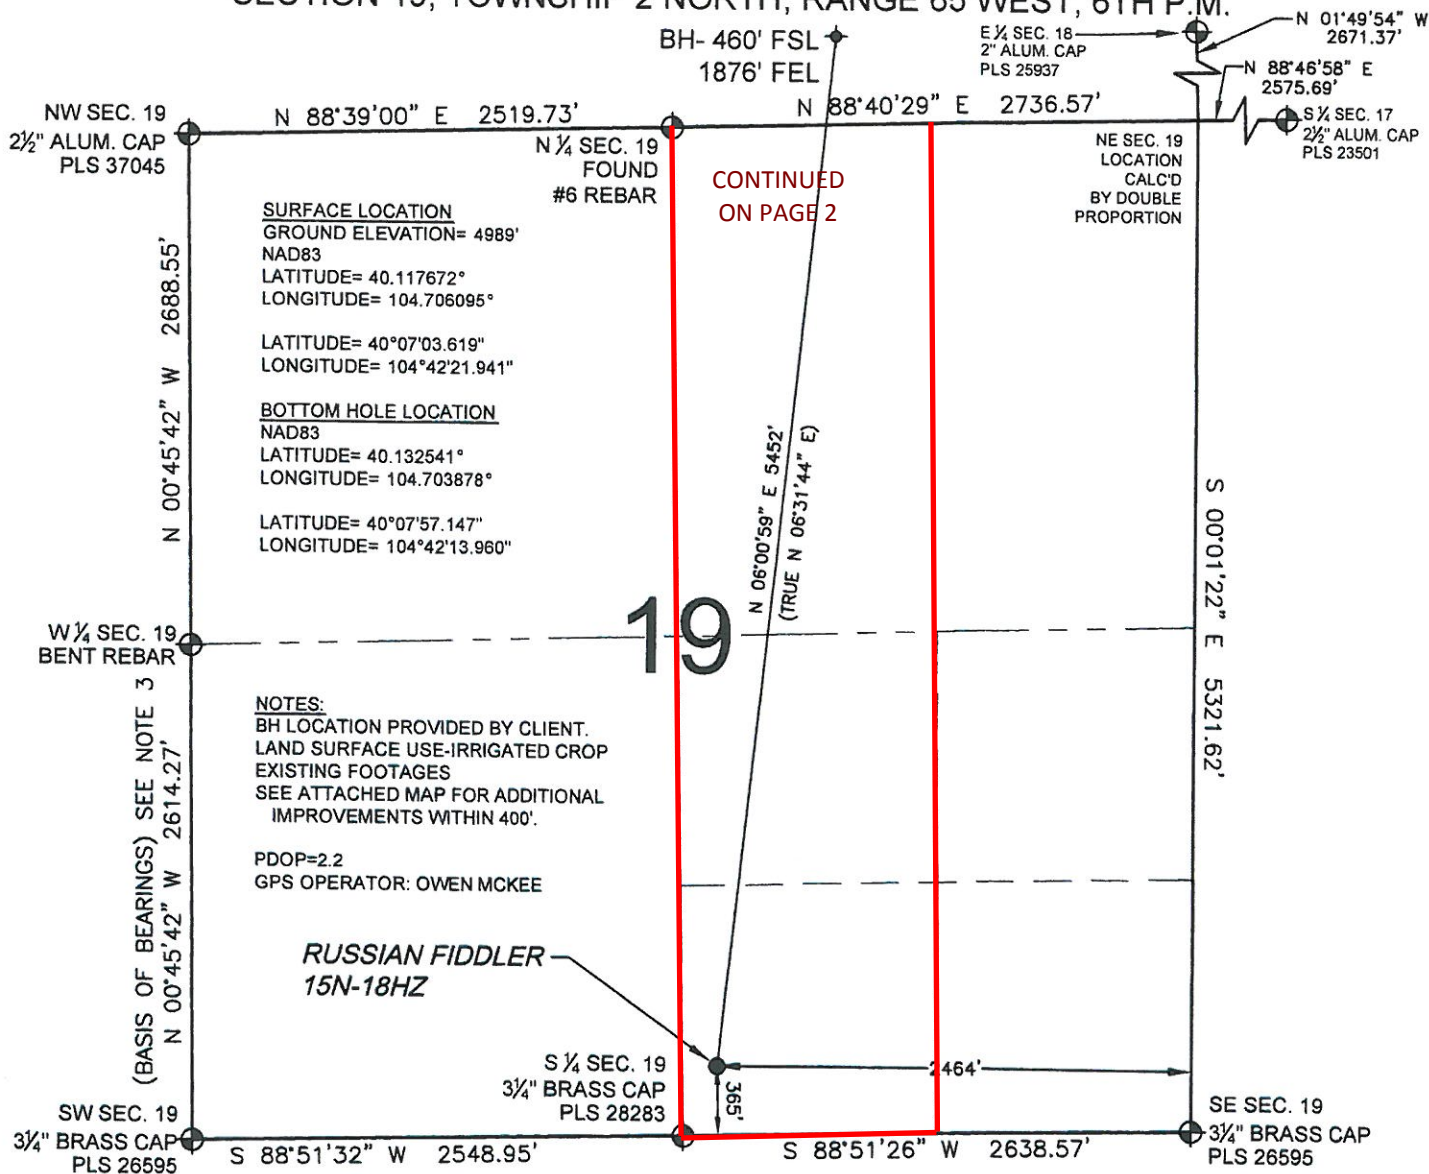 SECTION 19, TOWNSHIP 2 NORTH, RANGE 65 WEST, 6TH P.M.
BH- 460' FSL
1876' FEL
E ¼ SEC. 18
2" ALUM. CAP
PLS 25937
N 01°49'54" W
2671.37'
N 88°46'58" E
2575.69'
S ¼ SEC. 17
2½" ALUM. CAP
PLS 23501
NW SEC. 19
2½" ALUM. CAP
PLS 37045
N 88°39'00" E 2519.73'
N 88°40'29" E 2736.57'
N ¼ SEC. 19
FOUND
#6 REBAR
CONTINUED
ON PAGE 2
NE SEC. 19
LOCATION
CALC'D
BY DOUBLE
PROPORTION
SURFACE LOCATION
GROUND ELEVATION= 4989'
NAD83
LATITUDE= 40.117672°
LONGITUDE= 104.706095°
LATITUDE= 40°07'03.619"
LONGITUDE= 104°42'21.941"
BOTTOM HOLE LOCATION
NAD83
LATITUDE= 40.132541°
LONGITUDE= 104.703878°
LATITUDE= 40°07'57.147"
LONGITUDE= 104°42'13.960"
N 00°45'42" W 2688.55'
N 06°00'59" E 5452'
(TRUE N 06°31'44" E)
S 00°01'22" E 5321.62'
19
W ¼ SEC. 19
BENT REBAR
NOTES:
BH LOCATION PROVIDED BY CLIENT.
LAND SURFACE USE-IRRIGATED CROP
EXISTING FOOTAGES
SEE ATTACHED MAP FOR ADDITIONAL
IMPROVEMENTS WITHIN 400'.
PDOP=2.2
GPS OPERATOR: OWEN MCKEE
(BASIS OF BEARINGS) SEE NOTE 3
N 00°45'42" W 2614.27'
RUSSIAN FIDDLER
15N-18HZ
S ¼ SEC. 19
3¼" BRASS CAP
PLS 28283
2464'
365'
SW SEC. 19
3¼" BRASS CAP
PLS 26595
S 88°51'32" W 2548.95'
S 88°51'26" W 2638.57'
SE SEC. 19
3¼" BRASS CAP
PLS 26595